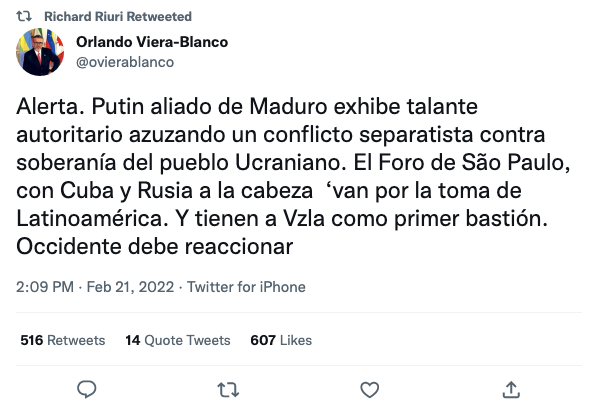 Richard Riuri Retweeted
Orlando Viera-Blanco
@ovierablanco
Alerta. Putin aliado de Maduro exhibe talante
autoritario azuzando un conflicto separatista contra
soberanía del pueblo Ucraniano. El Foro de São Paulo,
con Cuba y Rusia a la cabeza  ‘van por la toma de
Latinoamérica. Y tienen a Vzla como primer bastión.
Occidente debe reaccionar
2:09 PM · Feb 21, 2022 · Twitter for iPhone
516 Retweets 14 Quote Tweets 607 Likes